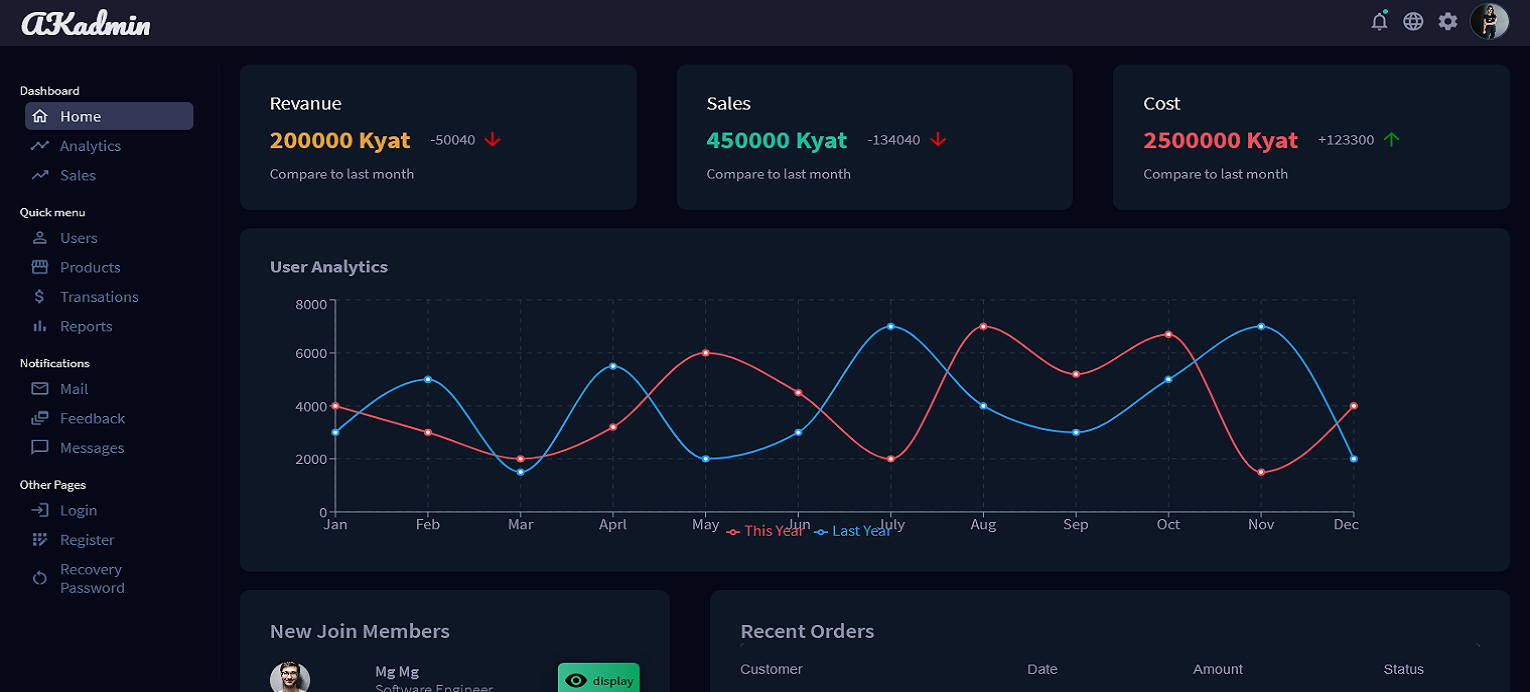 AKadmin
Dashboard
Home
Analytics
Sales
Quick menu
Users
Products
Transations
Reports
Notifications
Mail
Feedback
Messages
Other Pages
Login
Register
Recovery
Password
Revanue
200000 Kyat -50040
Compare to last month
Sales
450000 Kyat -134040
Compare to last month
Cost
2500000 Kyat +123300
Compare to last month
User Analytics
8000
6000
4000
2000
0
Jan Feb Mar Aprl May Jun July Aug Sep Oct Nov Dec
This Year Last Year
New Join Members
Mg Mg
Software Engineer
display
Recent Orders
Customer Date Amount Status